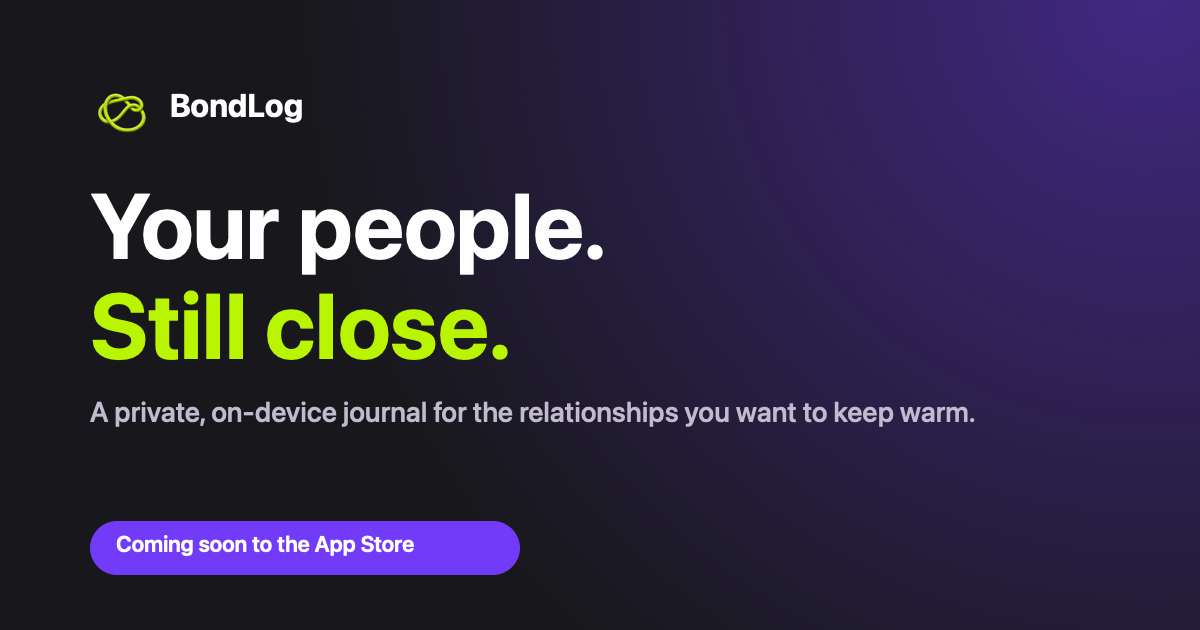 BondLog
Your people.
Still close.
A private, on-device journal for the relationships you want to keep warm.
Coming soon to the App Store